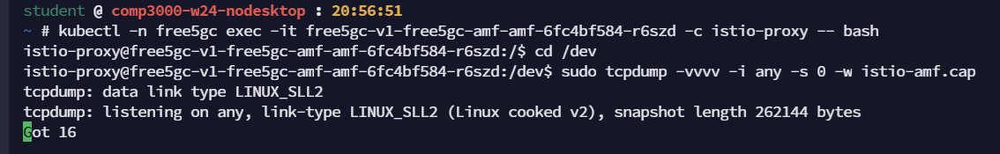 student @ comp3000-w24-nodesktop : 20:56:51
~ # kubectl -n free5gc exec -it free5gc-v1-free5gc-amf-amf-6fc4bf584-r6szd -c istio-proxy -- bash
istio-proxy@free5gc-v1-free5gc-amf-amf-6fc4bf584-r6szd:/$ cd /dev
istio-proxy@free5gc-v1-free5gc-amf-amf-6fc4bf584-r6szd:/dev$ sudo tcpdump -vvvv -i any -s 0 -w istio-amf.cap
tcpdump: data link type LINUX_SLL2
tcpdump: listening on any, link-type LINUX_SLL2 (Linux cooked v2), snapshot length 262144 bytes
Got 16